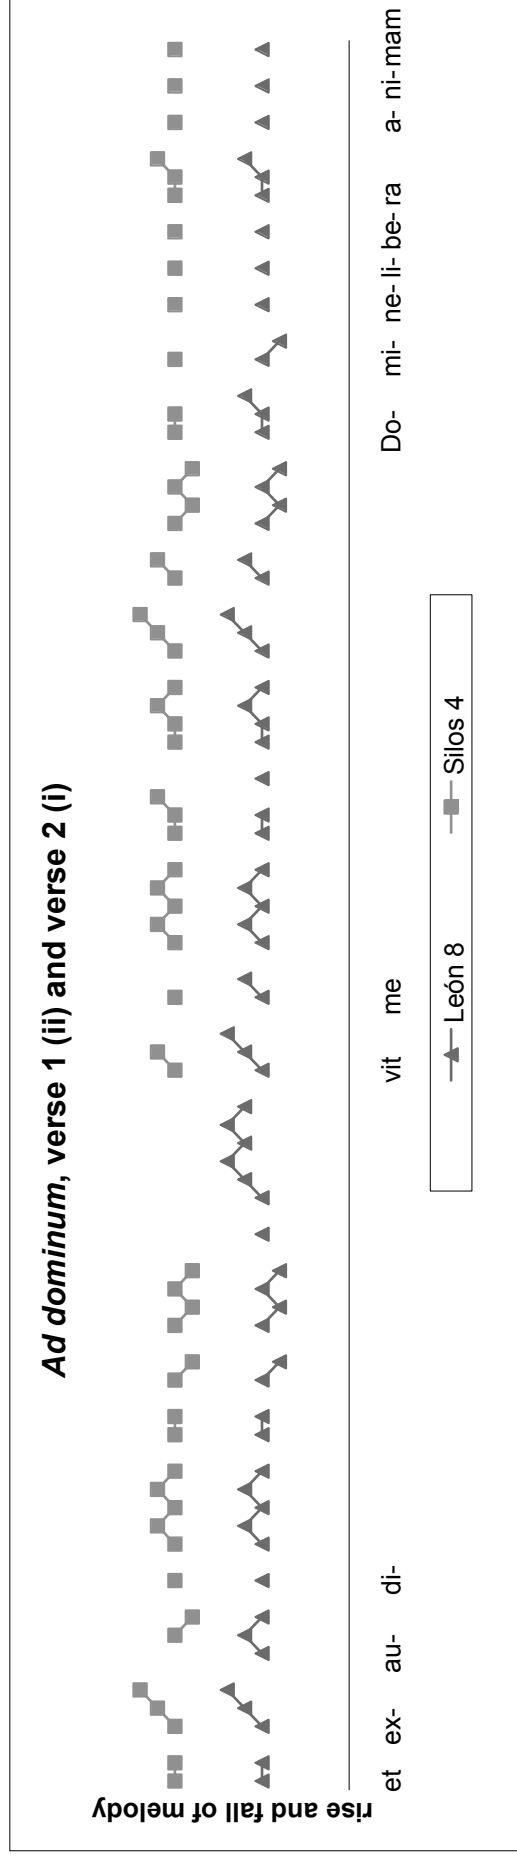 Ad dominum, verse 1 (ii) and verse 2 (i)
rise and fall of melody
et ex- au- di- vit me Do- mi- ne- li- be- ra a- ni- mam
León 8 Silos 4